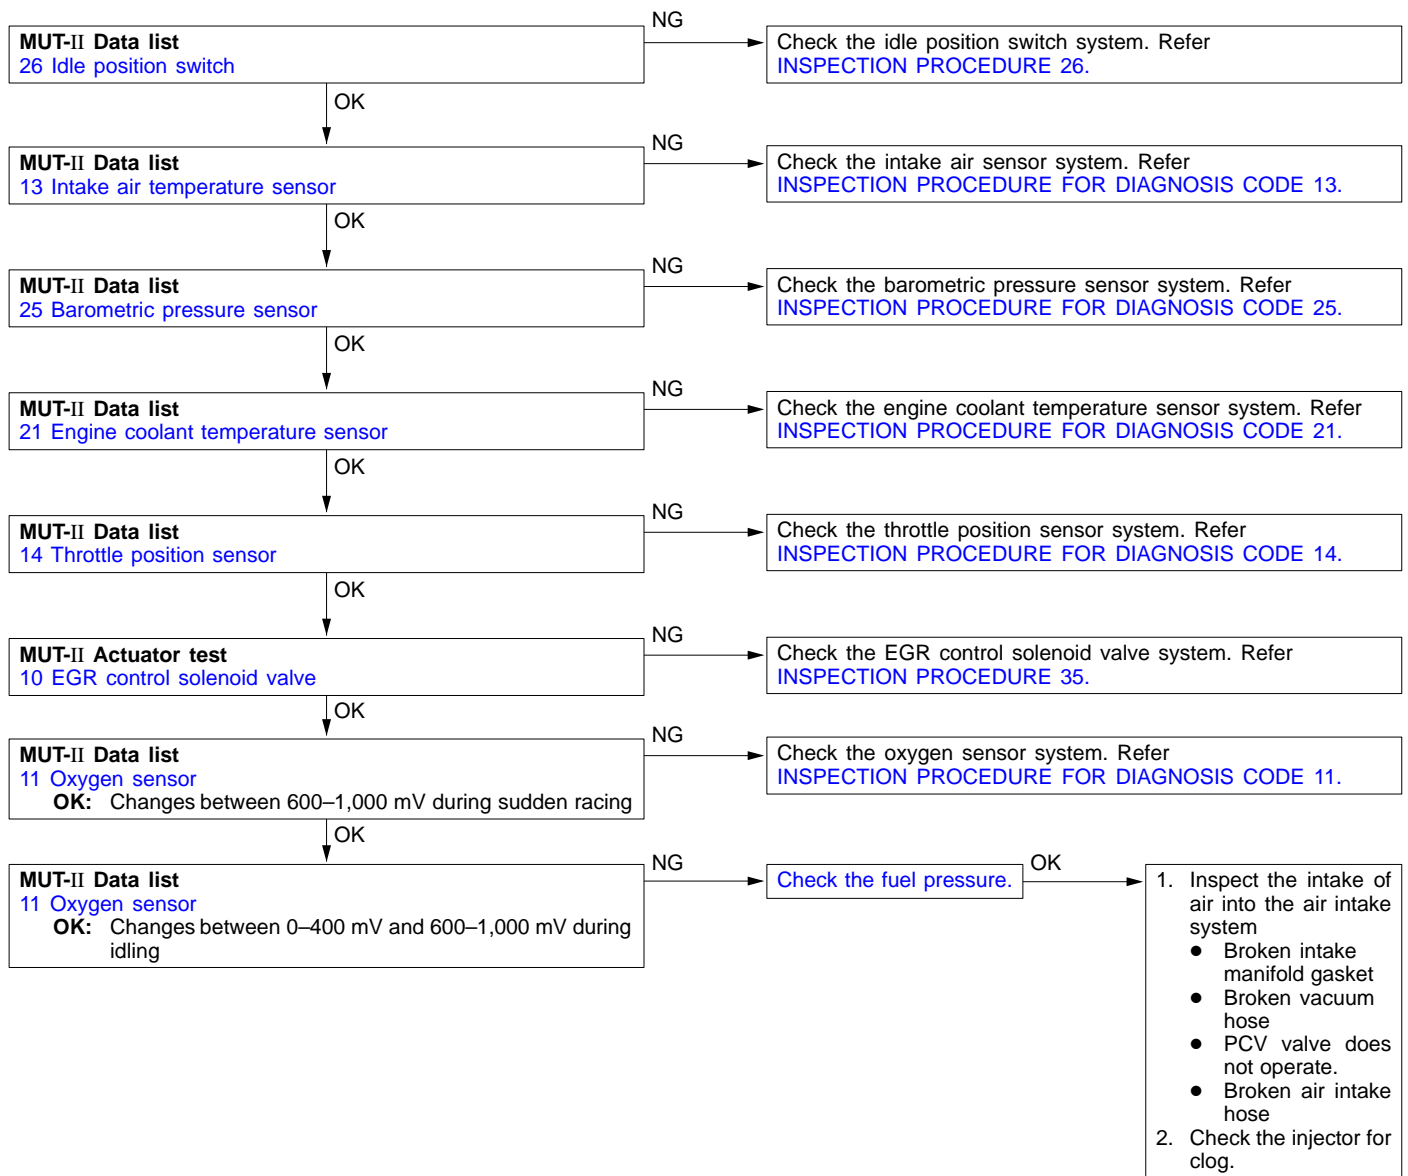 MUT-II Data list
26 Idle position switch
NG
Check the idle position switch system. Refer
INSPECTION PROCEDURE 26.
OK
MUT-II Data list
13 Intake air temperature sensor
NG
Check the intake air sensor system. Refer
INSPECTION PROCEDURE FOR DIAGNOSIS CODE 13.
OK
MUT-II Data list
25 Barometric pressure sensor
NG
Check the barometric pressure sensor system. Refer
INSPECTION PROCEDURE FOR DIAGNOSIS CODE 25.
OK
MUT-II Data list
21 Engine coolant temperature sensor
NG
Check the engine coolant temperature sensor system. Refer
INSPECTION PROCEDURE FOR DIAGNOSIS CODE 21.
OK
MUT-II Data list
14 Throttle position sensor
NG
Check the throttle position sensor system. Refer
INSPECTION PROCEDURE FOR DIAGNOSIS CODE 14.
OK
MUT-II Actuator test
10 EGR control solenoid valve
NG
Check the EGR control solenoid valve system. Refer
INSPECTION PROCEDURE 35.
OK
MUT-II Data list
11 Oxygen sensor
OK: Changes between 600–1,000 mV during sudden racing
NG
Check the oxygen sensor system. Refer
INSPECTION PROCEDURE FOR DIAGNOSIS CODE 11.
OK
MUT-II Data list
11 Oxygen sensor
OK: Changes between 0–400 mV and 600–1,000 mV during
idling
NG
Check the fuel pressure.
OK
1. Inspect the intake of
air into the air intake
system
● Broken intake
manifold gasket
● Broken vacuum
hose
● PCV valve does
not operate.
● Broken air intake
hose
2. Check the injector for
clog.